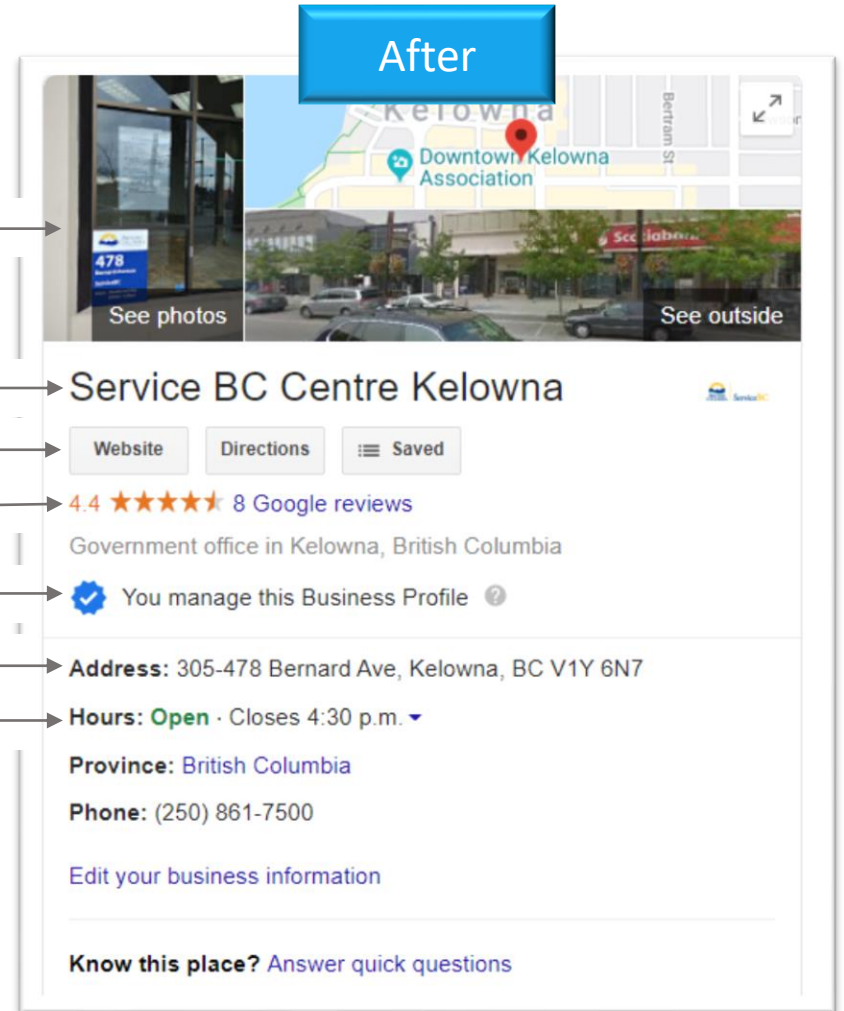 After
Kelowna
Bertram St
Downtown Kelowna
Association
478
Scotiaban
See photos
See outside
Service BC Centre Kelowna
ServiceBC
Website
Directions
Saved
4.4 ★★★★★ 8 Google reviews
Government office in Kelowna, British Columbia
You manage this Business Profile ?
Address: 305-478 Bernard Ave, Kelowna, BC V1Y 6N7
Hours: Open · Closes 4:30 p.m.
Province: British Columbia
Phone: (250) 861-7500
Edit your business information
Know this place? Answer quick questions